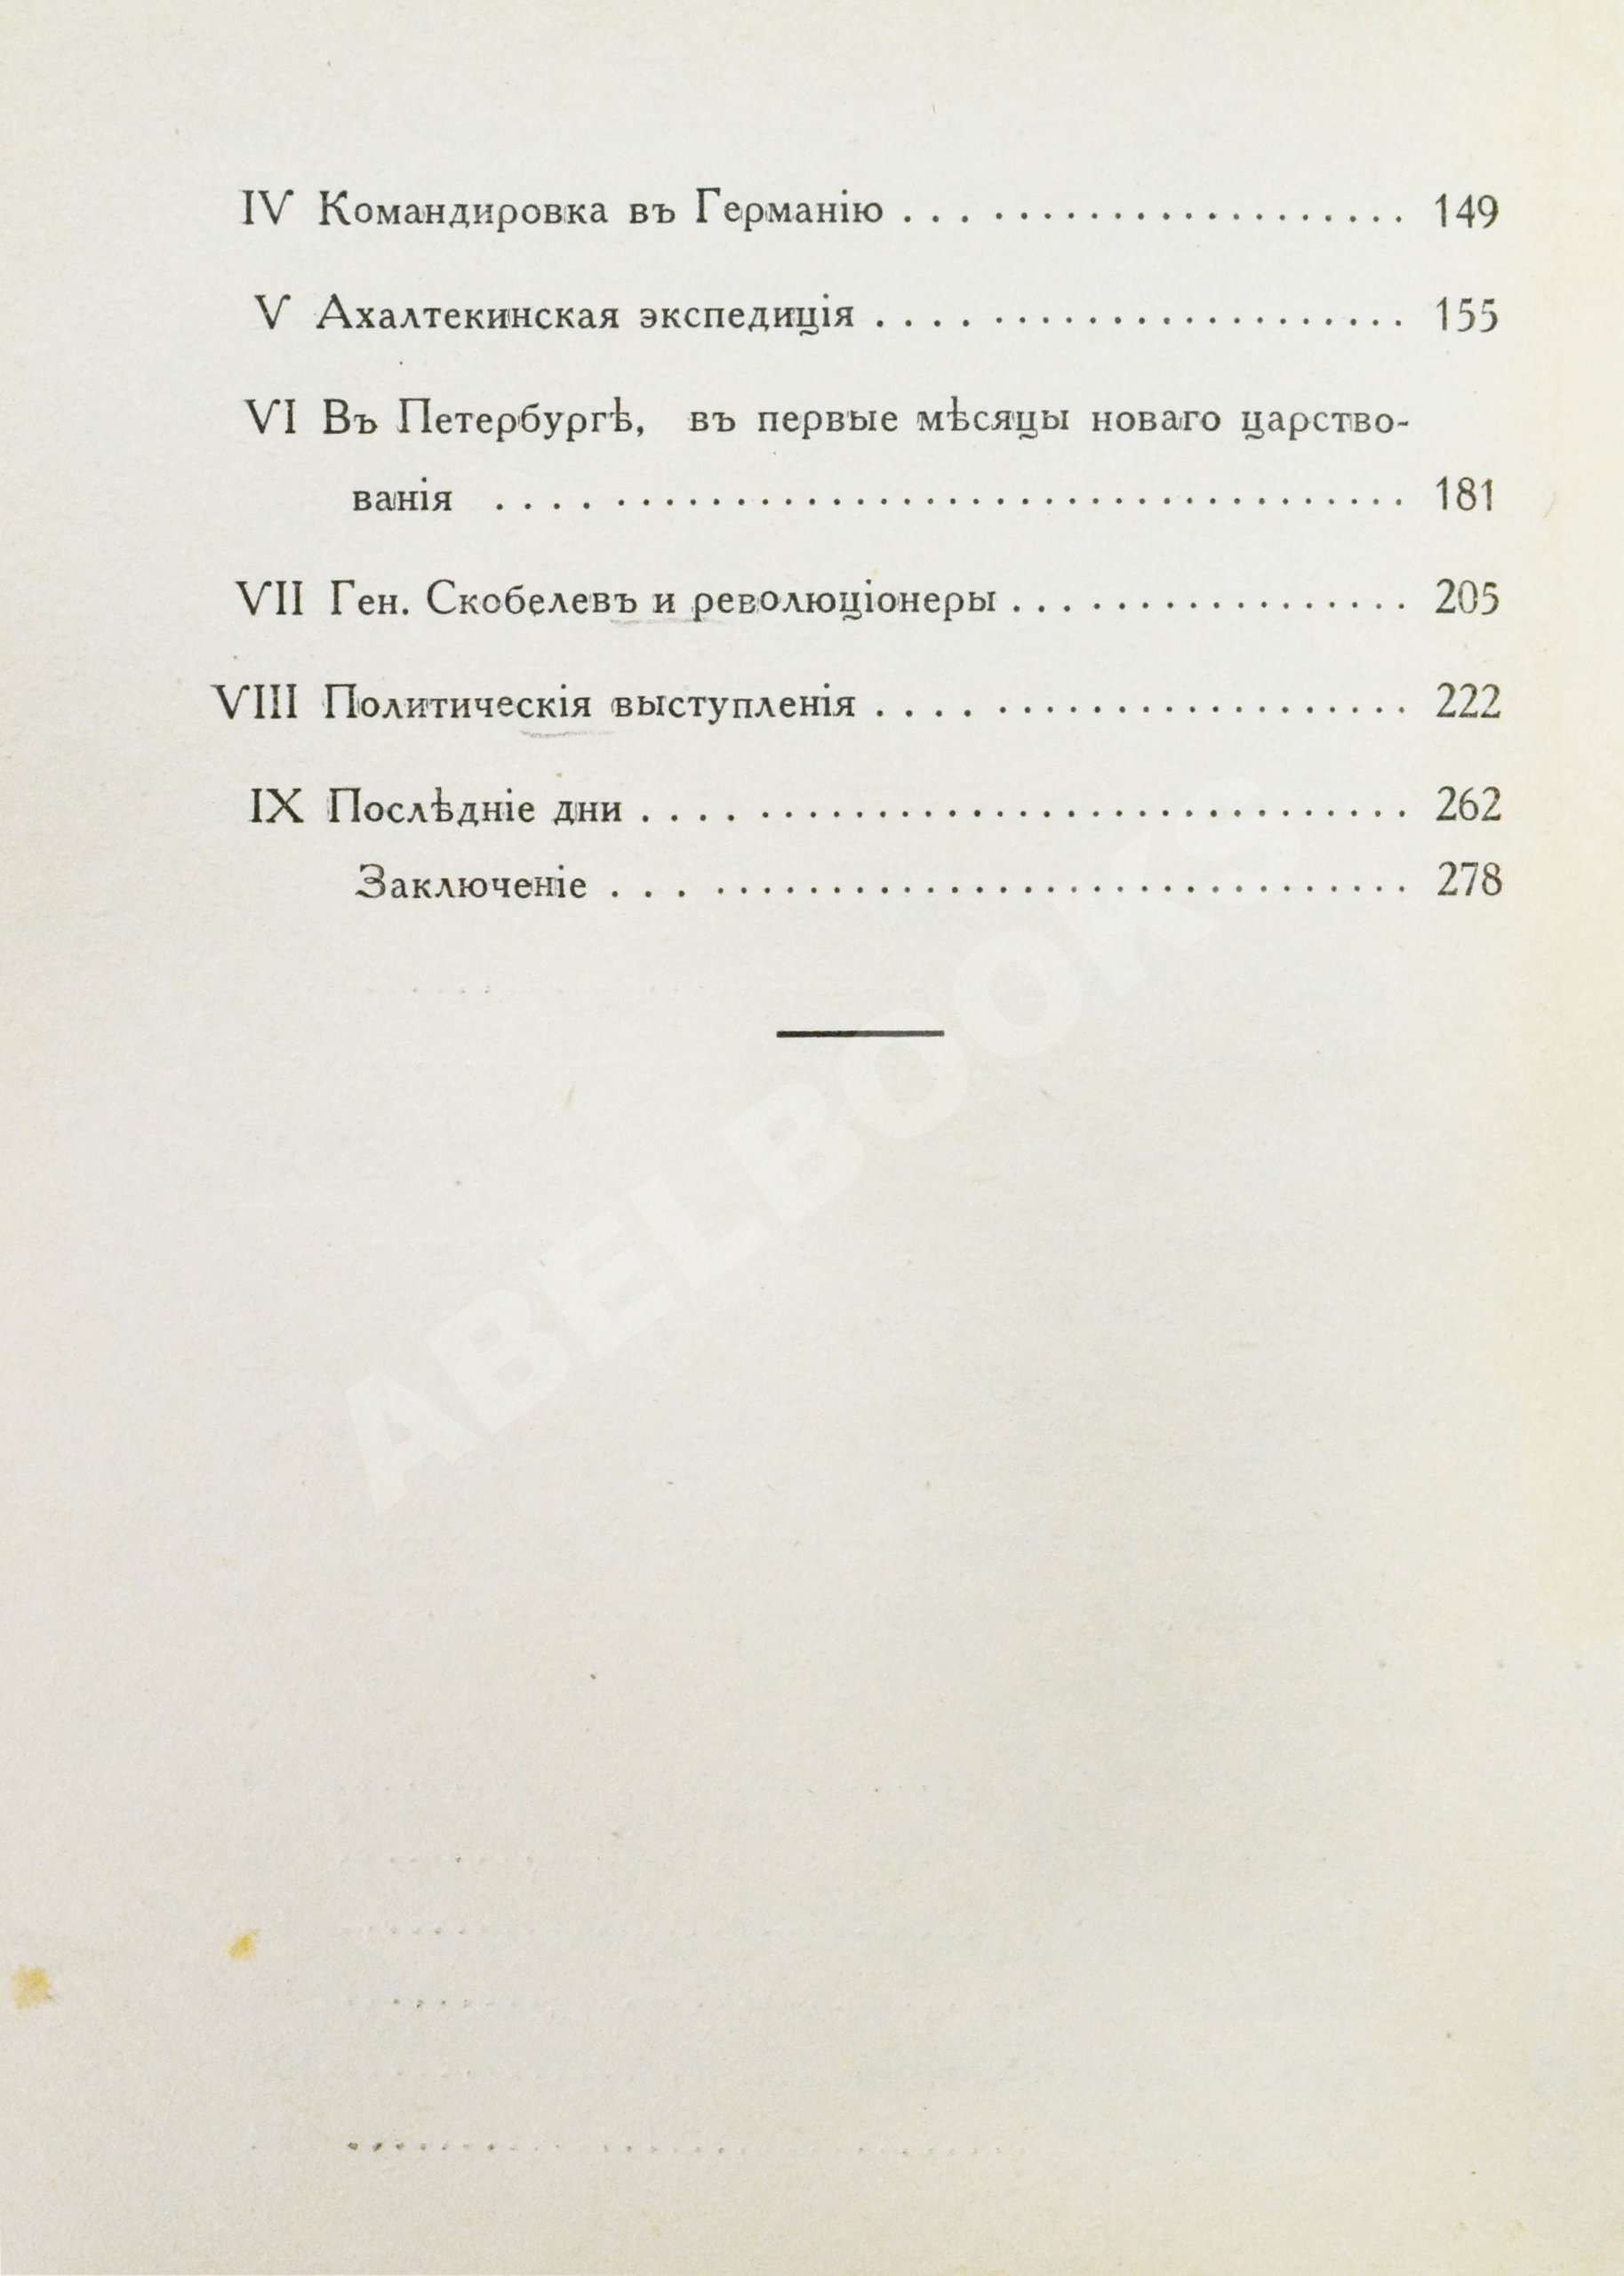 IV Командировка въ Германію . . . . . . . . . . . . . . . . . . . . . 149
V Ахалтекинская экспедиція . . . . . . . . . . . . . . . . . . . . . . 155
VI Въ Петербургѣ, въ первые мѣсяцы новаго царство-
ванія . . . . . . . . . . . . . . . . . . . . . . . . . . . . . . . . . . . . . . 181
VII Ген. Скобелевъ и революціонеры . . . . . . . . . . . . . . . . . 205
VIII Политическія выступленія . . . . . . . . . . . . . . . . . . . . . . 222
IX Послѣдніе дни . . . . . . . . . . . . . . . . . . . . . . . . . . . . . . . . 262
Заключеніе . . . . . . . . . . . . . . . . . . . . . . . . . . . . . . . . . 278
ABELBOOKS